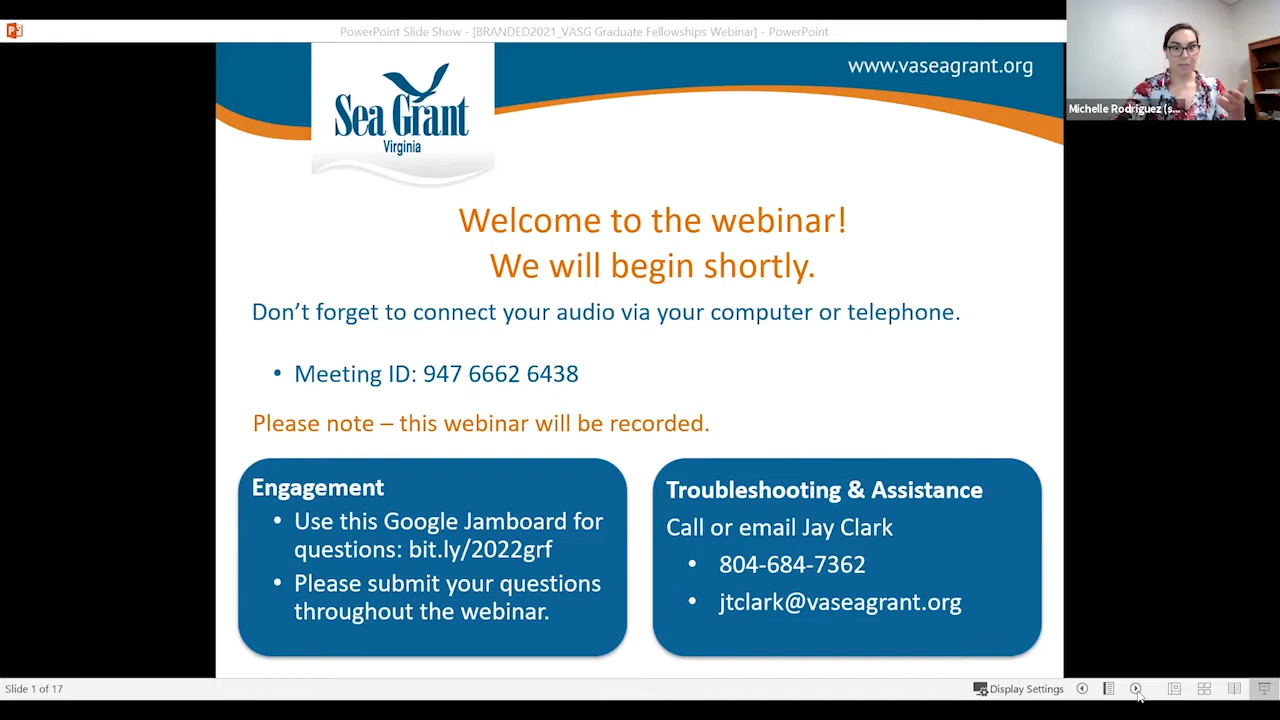 PowerPoint Slide Show - [BRANDED2021_VASG Graduate Fellowships Webinar] - PowerPoint
www.vaseagrant.org
Sea Grant
Virginia
Michelle Rodriguez (s...
Welcome to the webinar!
We will begin shortly.
Don’t forget to connect your audio via your computer or telephone.
• Meeting ID: 947 6662 6438
Please note – this webinar will be recorded.
Engagement
• Use this Google Jamboard for
questions: bit.ly/2022grf
• Please submit your questions
throughout the webinar.
Troubleshooting & Assistance
Call or email Jay Clark
• 804-684-7362
• jtclark@vaseagrant.org
Slide 1 of 17
Display Settings